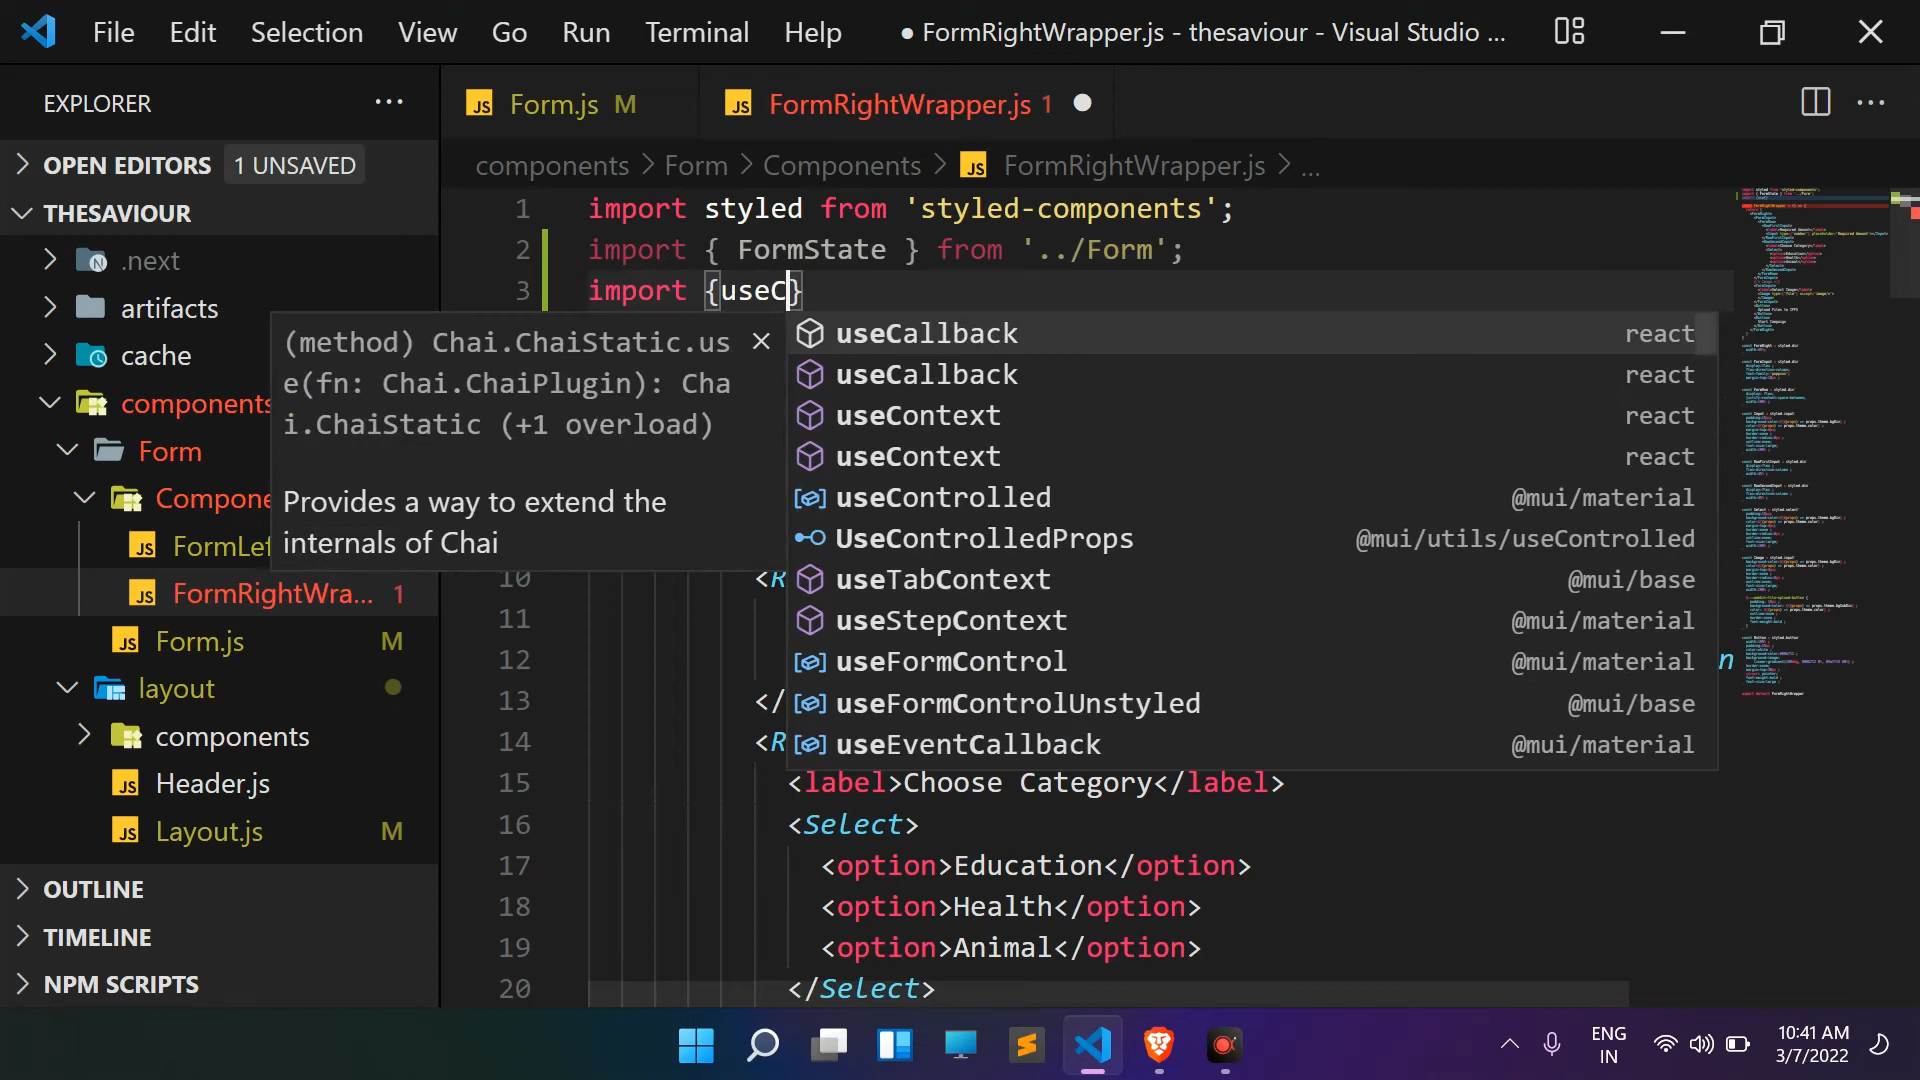 File Edit Selection View Go Run Terminal Help ● FormRightWrapper.js - thesaviour - Visual Studio ...
EXPLORER ...
OPEN EDITORS 1 UNSAVED
THESAVIOUR
.next
artifacts
cache
components
Form
Compone
FormLef
FormRightWra... 1
Form.js M
layout
components
Header.js
Layout.js M
OUTLINE
TIMELINE
NPM SCRIPTS
JS Form.js M JS FormRightWrapper.js 1
components > Form > Components > JS FormRightWrapper.js > ...
1 import styled from 'styled-components';
2 import { FormState } from '../Form';
3 import {useC}
(method) Chai.ChaiStatic.us
e(fn: Chai.ChaiPlugin): Cha
i.ChaiStatic (+1 overload)
Provides a way to extend the
internals of Chai
useCallback react
useCallback react
useContext react
useContext react
useControlled @mui/material
UseControlledProps @mui/utils/useControlled
useTabContext @mui/base
useStepContext @mui/material
useFormControl @mui/material
useFormControlUnstyled @mui/base
useEventCallback @mui/material
10 <R
11
12 n
13 </
14 <R
15 <label>Choose Category</label>
16 <Select>
17 <option>Education</option>
18 <option>Health</option>
19 <option>Animal</option>
20 </Select>
ENG
IN
10:41 AM
3/7/2022